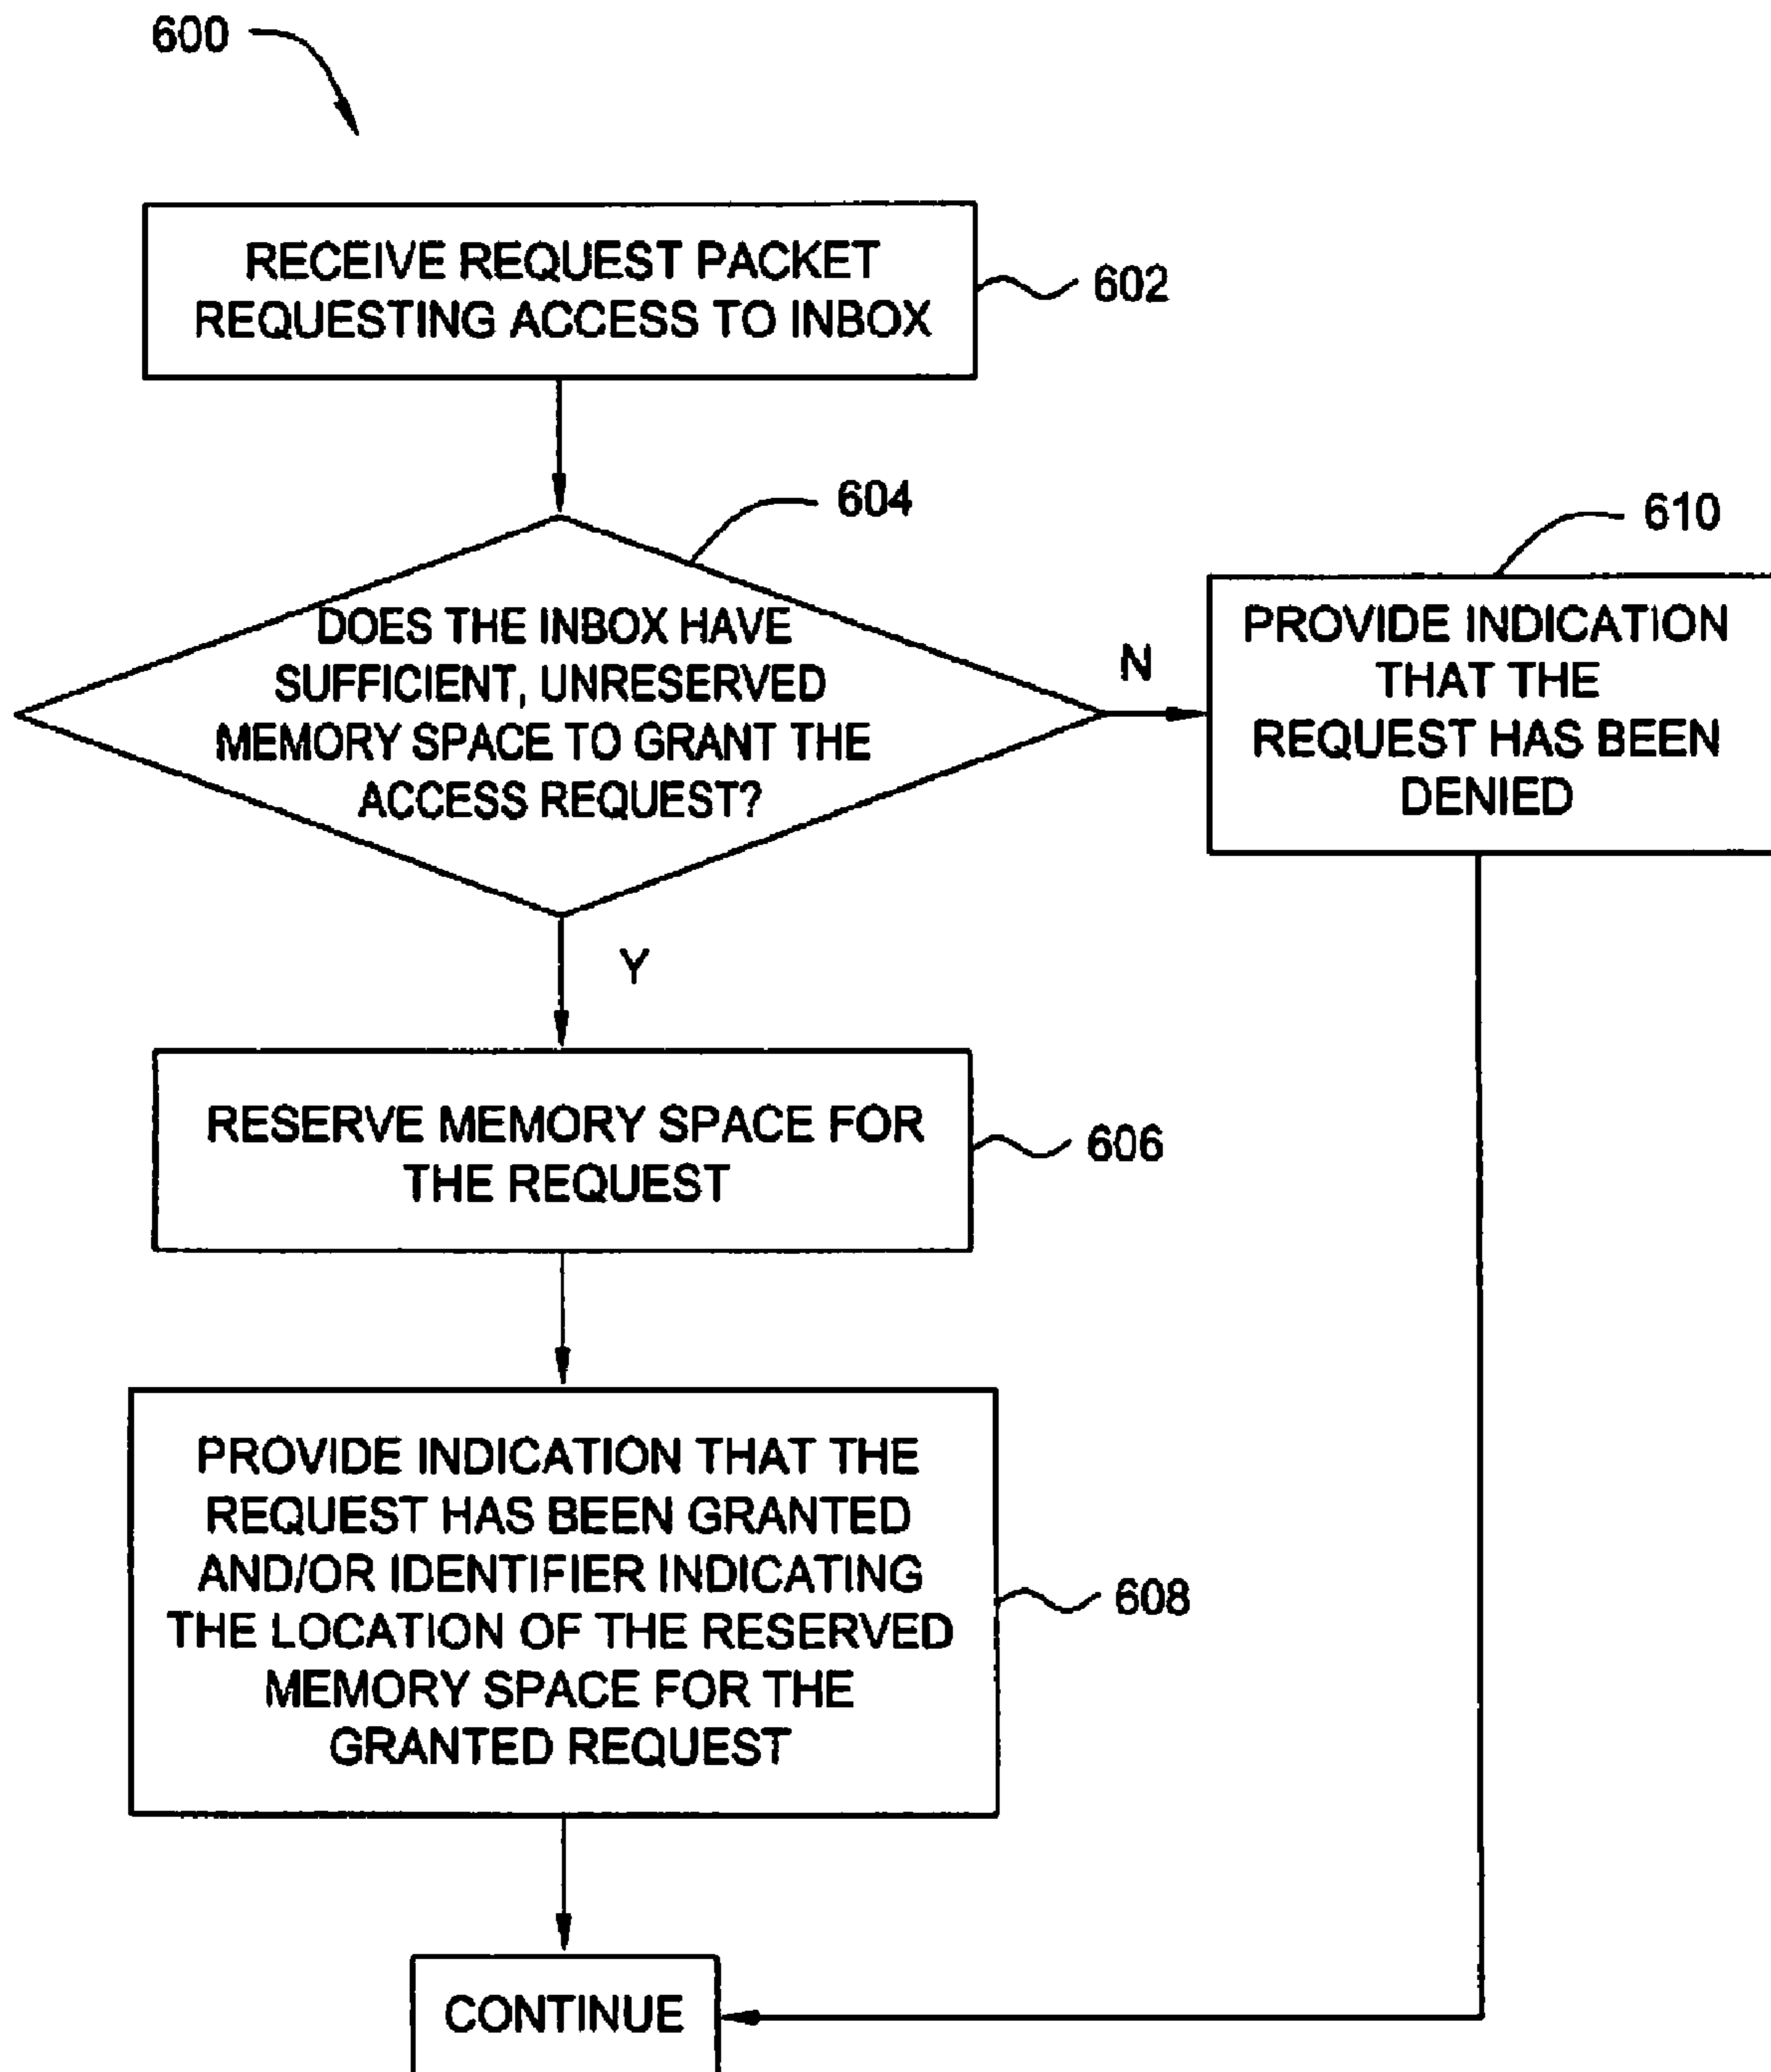 600
RECEIVE REQUEST PACKET
REQUESTING ACCESS TO INBOX
602
604
DOES THE INBOX HAVE
SUFFICIENT, UNRESERVED
MEMORY SPACE TO GRANT THE
ACCESS REQUEST?
N
610
PROVIDE INDICATION
THAT THE
REQUEST HAS BEEN
DENIED
Y
RESERVE MEMORY SPACE FOR
THE REQUEST
606
PROVIDE INDICATION THAT THE
REQUEST HAS BEEN GRANTED
AND/OR IDENTIFIER INDICATING
THE LOCATION OF THE RESERVED
MEMORY SPACE FOR THE
GRANTED REQUEST
608
CONTINUE